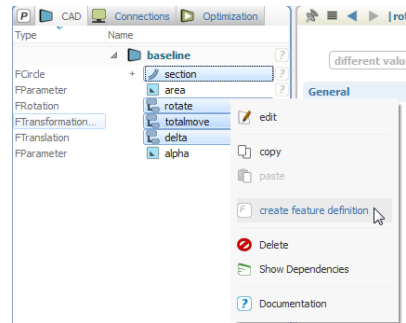 P CAD Connections Optimization
Type Name
baseline ?
FCircle + section ?
FParameter area ?
FRotation rotate
FTransformation... totalmove
FTranslation delta
FParameter alpha
|rot
different valu
General
edit
copy
paste
F create feature definition
Delete
Show Dependencies
? Documentation